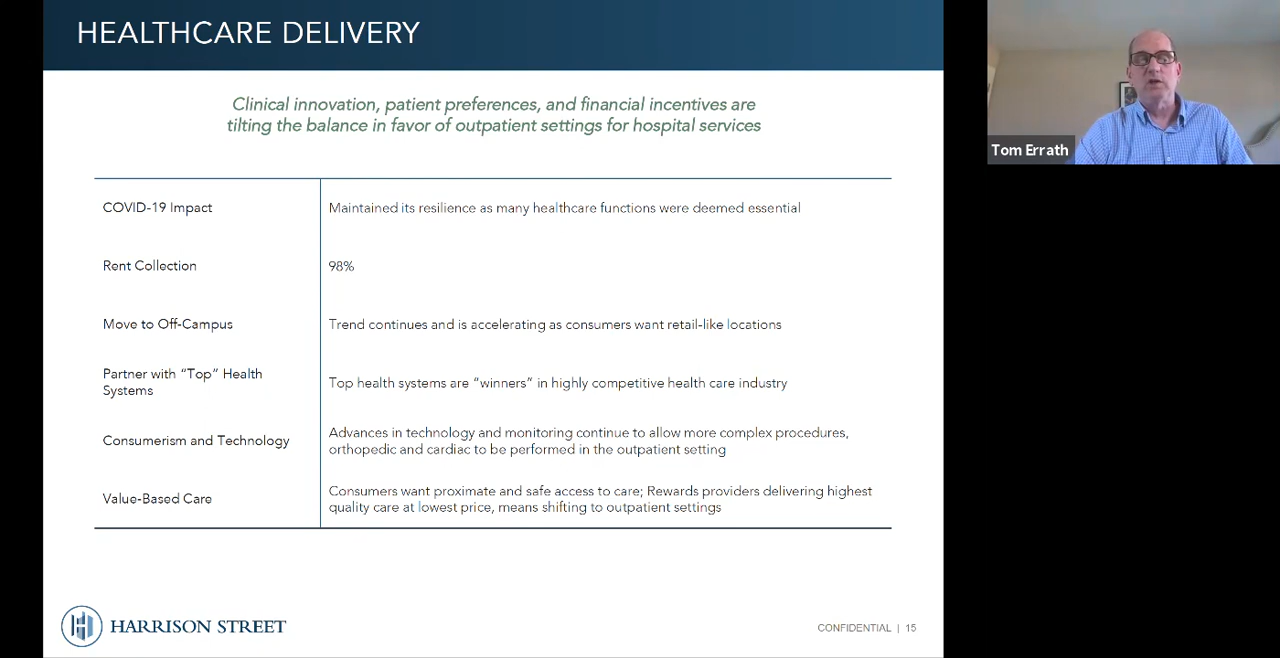 HEALTHCARE DELIVERY
Clinical innovation, patient preferences, and financial incentives are
tilting the balance in favor of outpatient settings for hospital services
COVID-19 Impact
Maintained its resilience as many healthcare functions were deemed essential
Rent Collection
98%
Move to Off-Campus
Trend continues and is accelerating as consumers want retail-like locations
Partner with “Top” Health
Systems
Top health systems are “winners” in highly competitive health care industry
Consumerism and Technology
Advances in technology and monitoring continue to allow more complex procedures,
orthopedic and cardiac to be performed in the outpatient setting
Value-Based Care
Consumers want proximate and safe access to care; Rewards providers delivering highest
quality care at lowest price, means shifting to outpatient settings
HARRISON STREET
CONFIDENTIAL | 15
Tom Errath